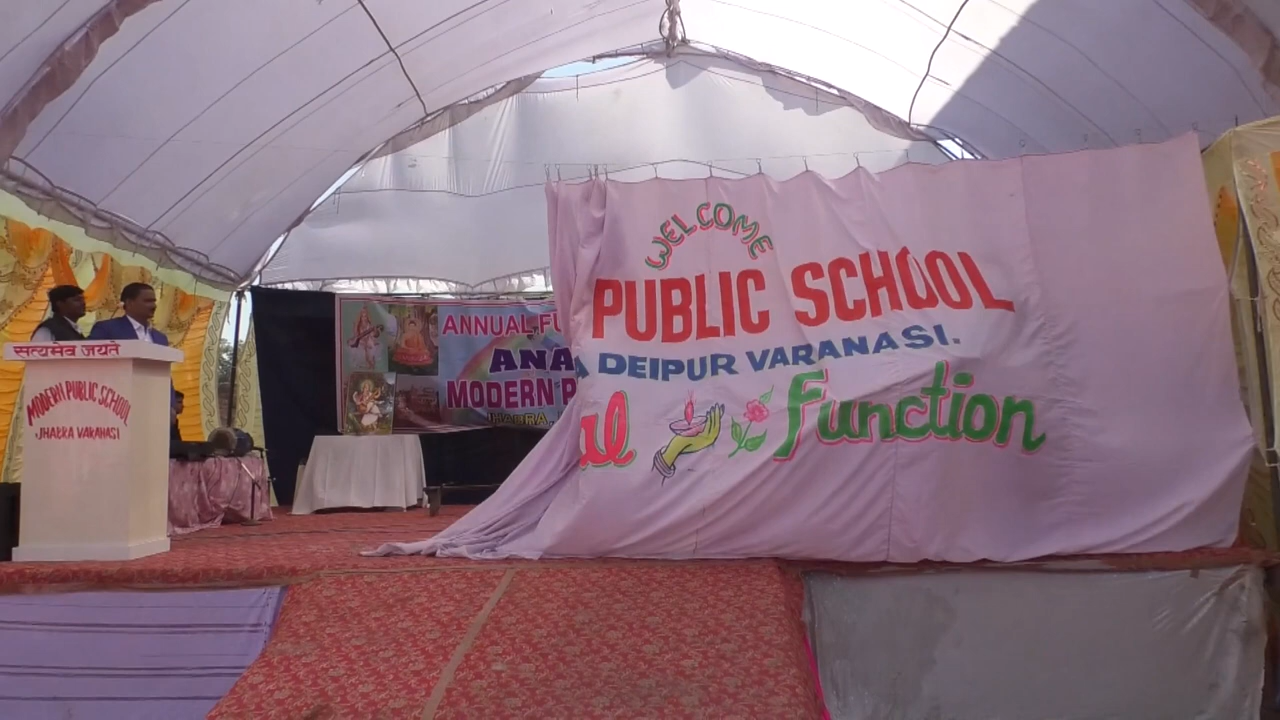 सत्यमेव जयते
MODERN PUBLIC SCHOOL
JHABRA VARANASI
ANNUAL FU
ANA
MODERN P
JHABRA,
WELCOME
PUBLIC SCHOOL
DEIPUR VARANASI.
al Function